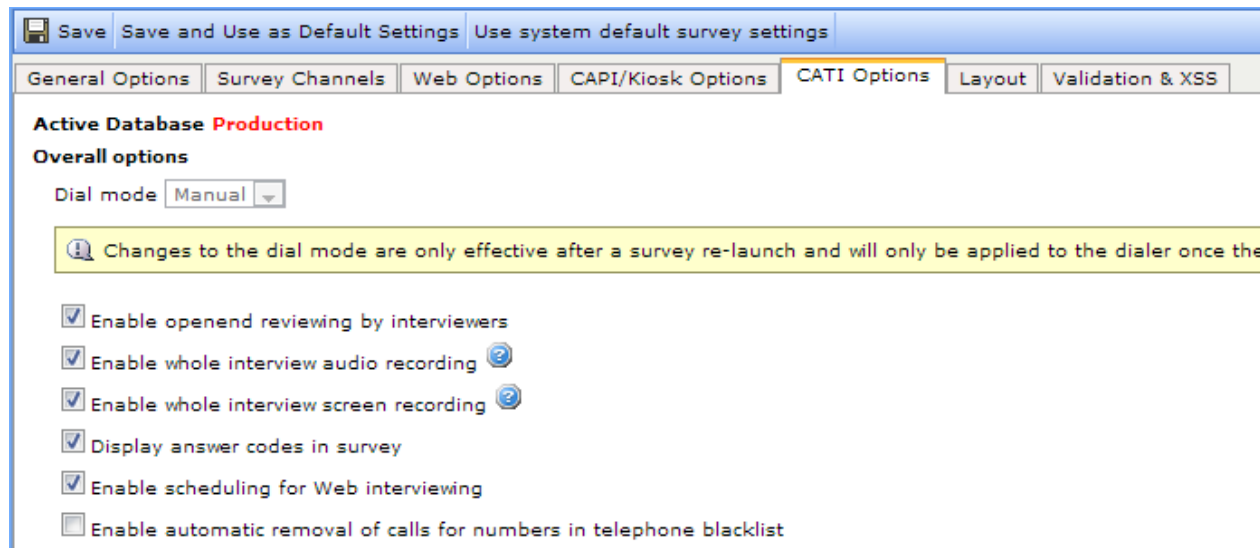 Save Save and Use as Default Settings Use system default survey settings
General Options Survey Channels Web Options CAPI/Kiosk Options CATI Options Layout Validation & XSS
Active Database Production
Overall options
Dial mode Manual
Changes to the dial mode are only effective after a survey re-launch and will only be applied to the dialer once the
Enable openend reviewing by interviewers
Enable whole interview audio recording ?
Enable whole interview screen recording ?
Display answer codes in survey
Enable scheduling for Web interviewing
Enable automatic removal of calls for numbers in telephone blacklist